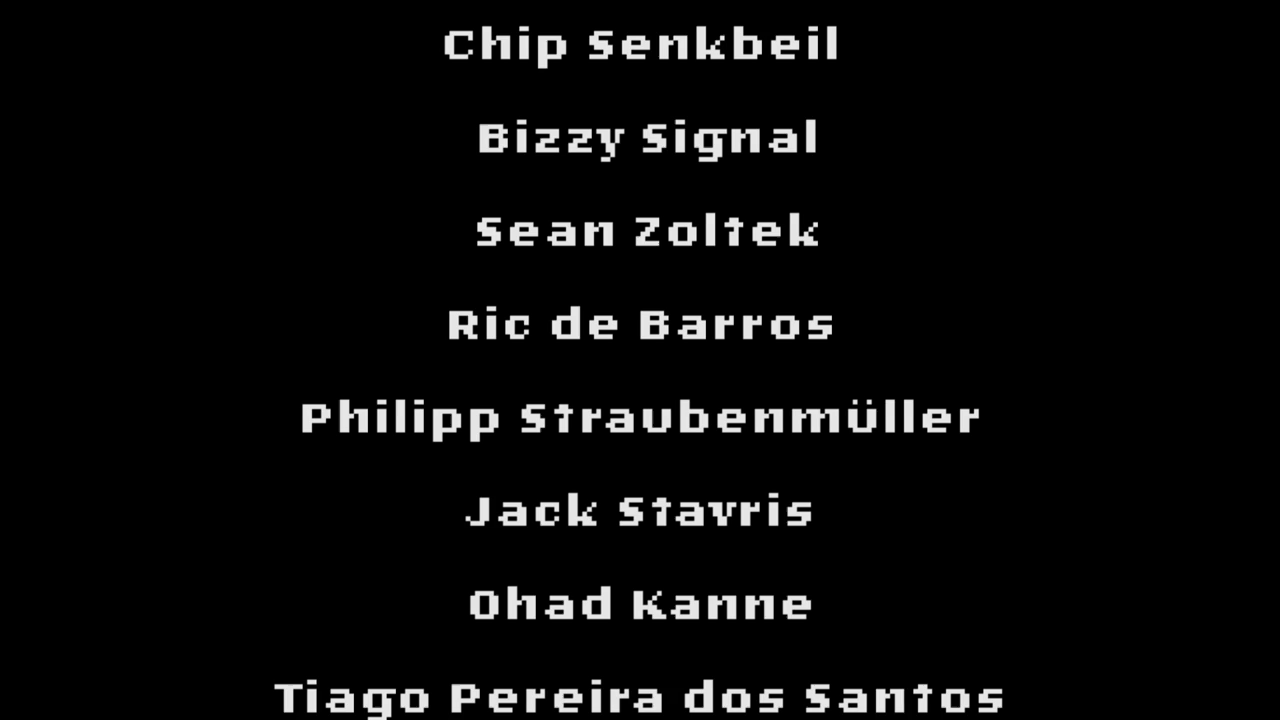 Chip Senkbeil
Bizzy Signal
Sean Zoltek
Ric de Barros
Philipp Straubenmüller
Jack Stavris
Ohad Kanne
Tiago Pereira dos Santos